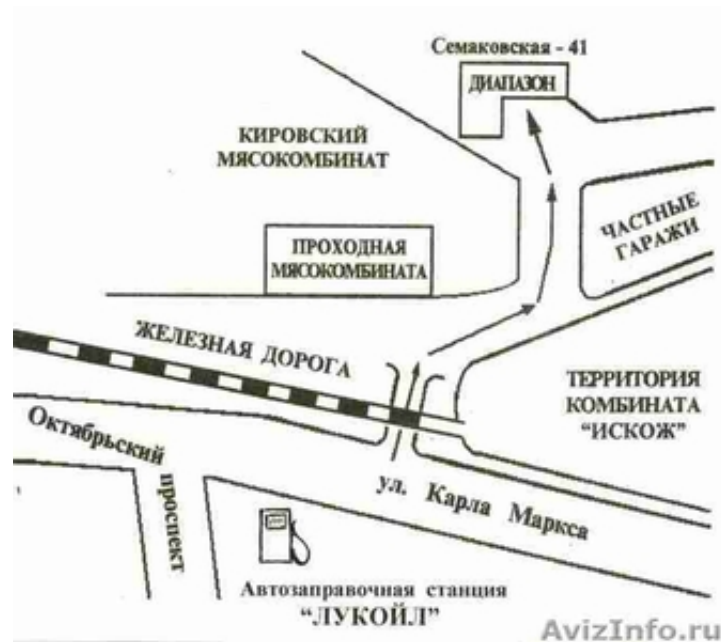 Семаковская - 41
ДИАПАЗОН
КИРОВСКИЙ
МЯСОКОМБИНАТ
ЧАСТНЫЕ
ГАРАЖИ
ПРОХОДНАЯ
МЯСОКОМБИНАТА
ЖЕЛЕЗНАЯ ДОРОГА
ТЕРРИТОРИЯ
КОМБИНАТА
“ИСКОЖ”
Октябрьский
проспект
ул. Карла Маркса
Автозаправочная станция
“ЛУКОЙЛ”
AvizInfo.ru